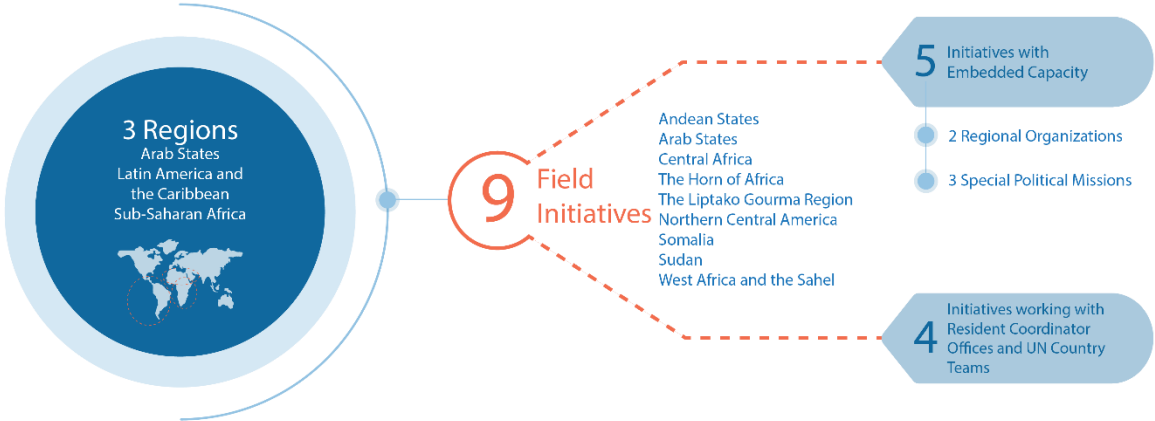 3 Regions
Arab States
Latin America and
the Caribbean
Sub-Saharan Africa
9
Field
Initiatives
Andean States
Arab States
Central Africa
The Horn of Africa
The Liptako Gourma Region
Northern Central America
Somalia
Sudan
West Africa and the Sahel
5
Initiatives with
Embedded Capacity
2 Regional Organizations
3 Special Political Missions
4
Initiatives working with
Resident Coordinator
Offices and UN Country
Teams